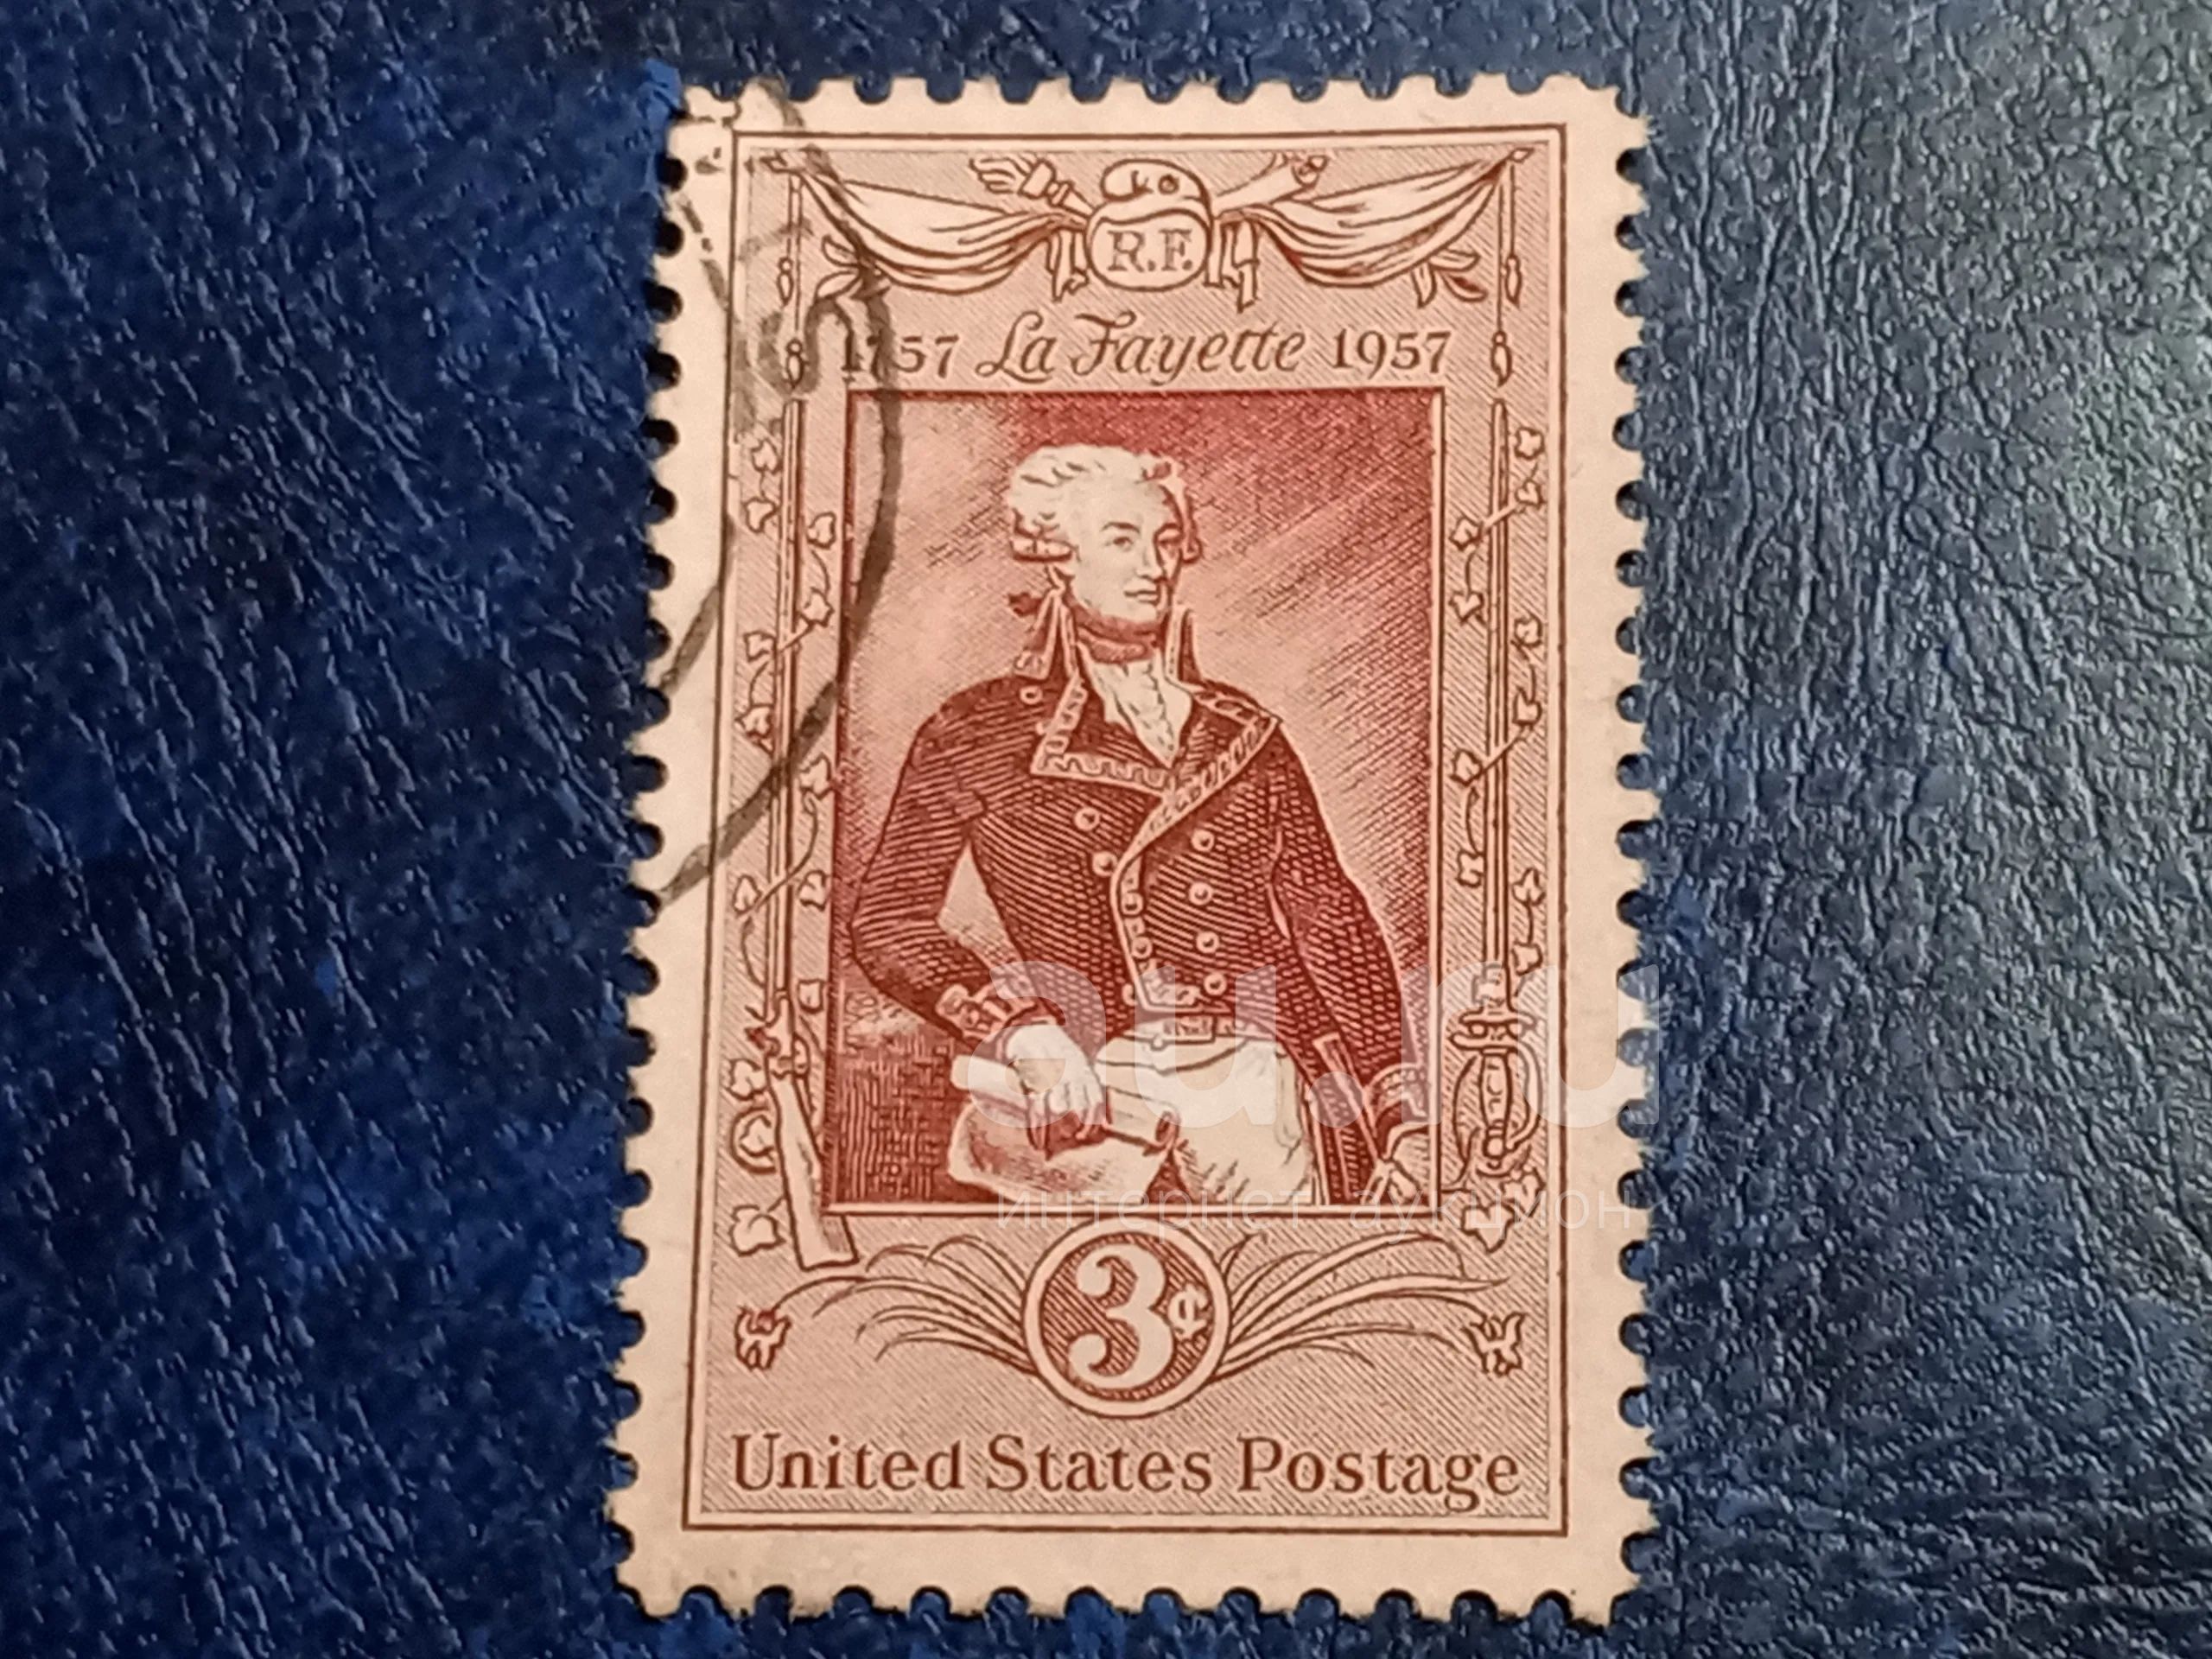 R.F.
1757 La Fayette 1957
au.ru
интернет аукцион
3¢
United States Postage